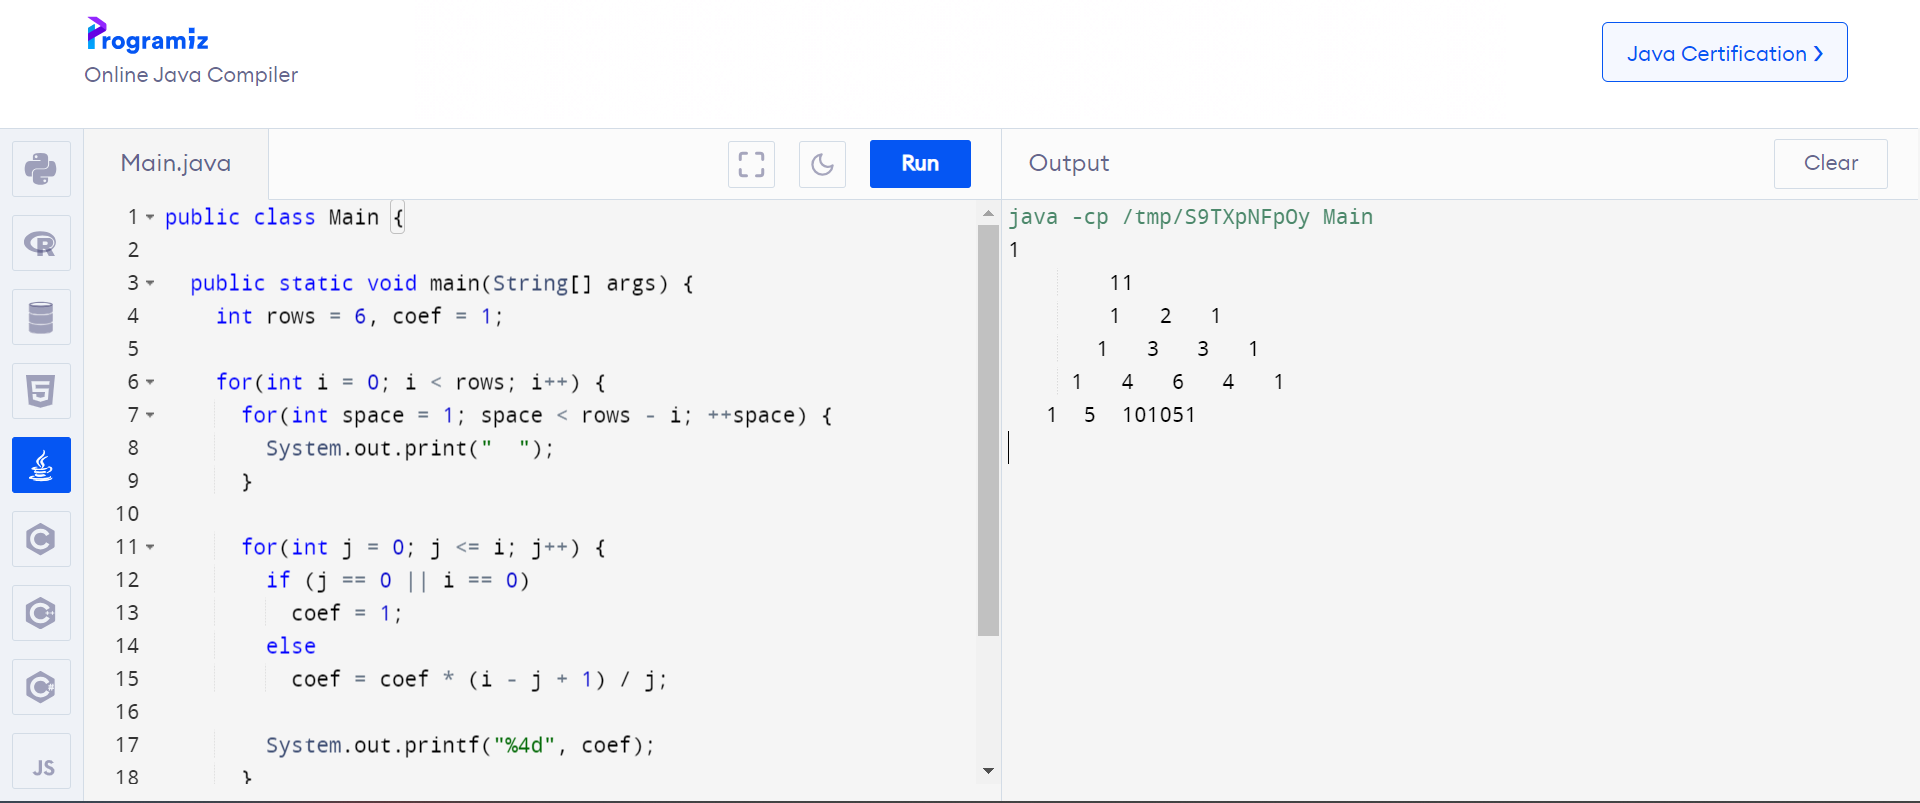 Programiz
Online Java Compiler
Java Certification ❯
Main.java
Run
Output
Clear
1 public class Main {
2
3   public static void main(String[] args) {
4     int rows = 6, coef = 1;
5
6     for(int i = 0; i < rows; i++) {
7       for(int space = 1; space < rows - i; ++space) {
8         System.out.print("  ");
9       }
10
11       for(int j = 0; j <= i; j++) {
12         if (j == 0 || i == 0)
13           coef = 1;
14         else
15           coef = coef * (i - j + 1) / j;
16
17         System.out.printf("%4d", coef);
18       }
java -cp /tmp/S9TXpNFpOy Main
1
        11
        1   2   1
       1   3   3   1
     1   4   6   4   1
   1  5  101051
R
5
C
C++
C#
JS